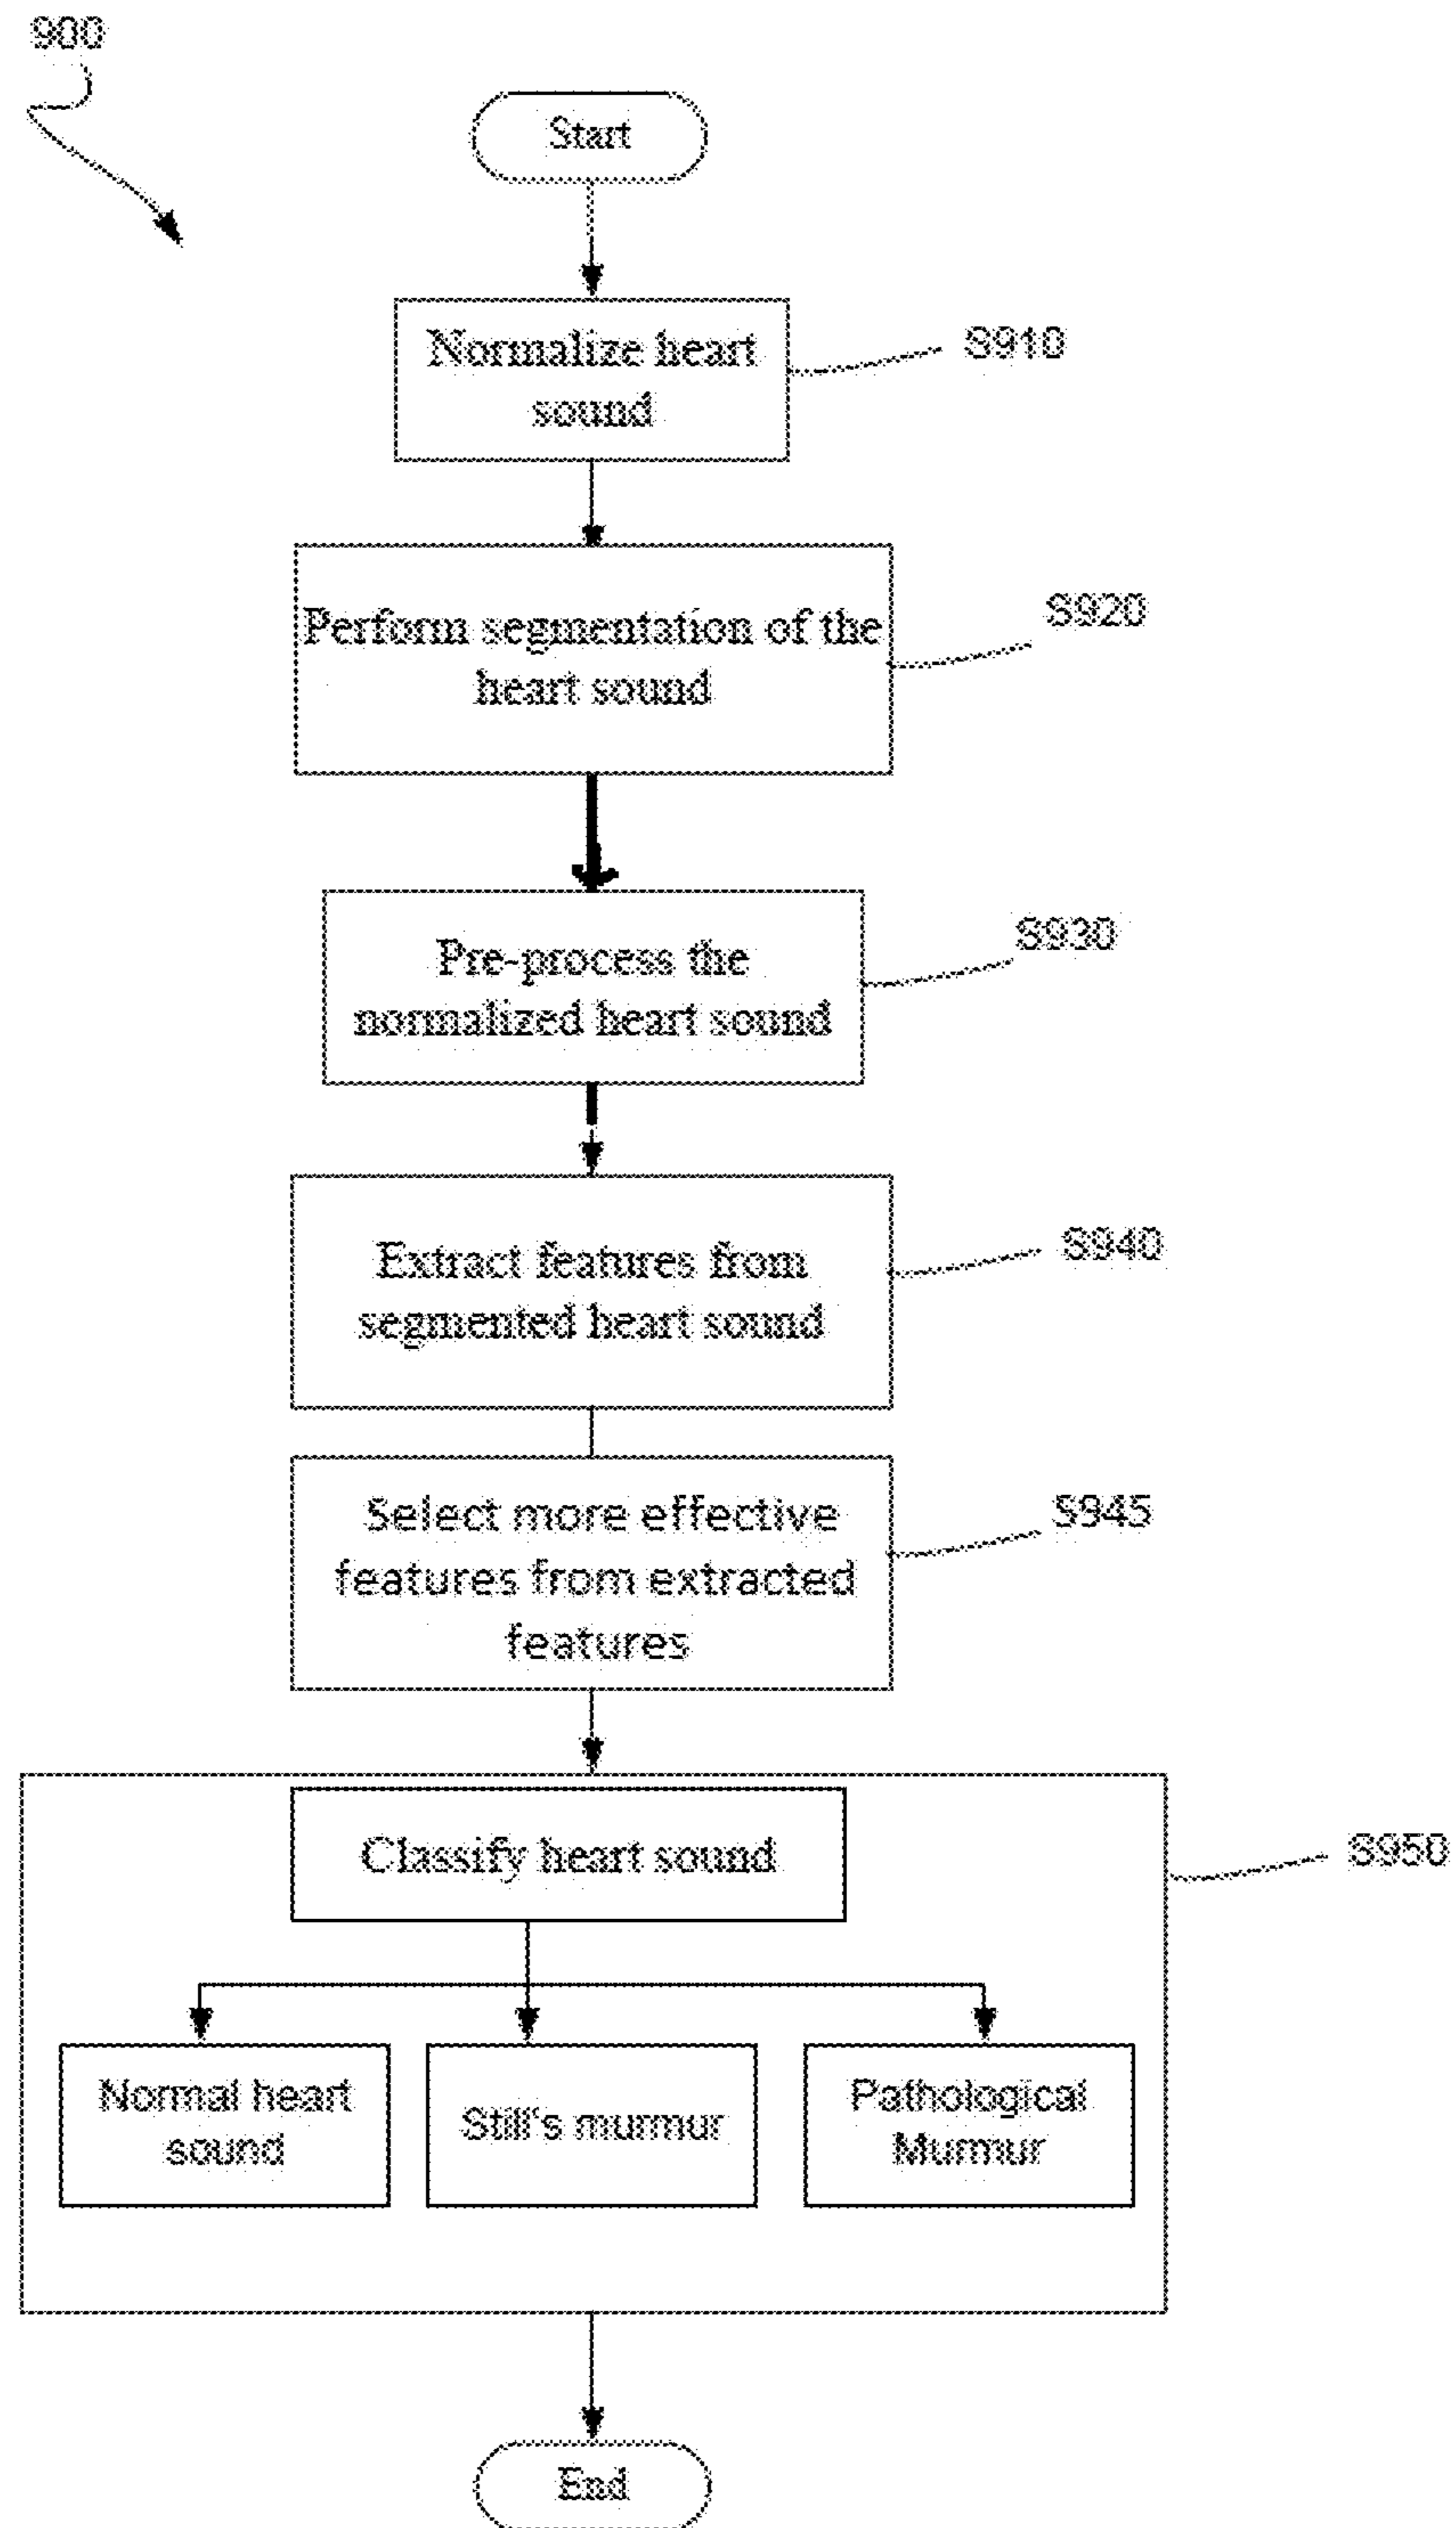 900
Start
Normalize heart
sound
S910
Perform segmentation of the
heart sound
S920
Pre-process the
normalized heart sound
S930
Extract features from
segmented heart sound
S940
Select more effective
features from extracted
features
S945
Classify heart sound
S950
Normal heart
sound
Still's murmur
Pathological
Murmur
End